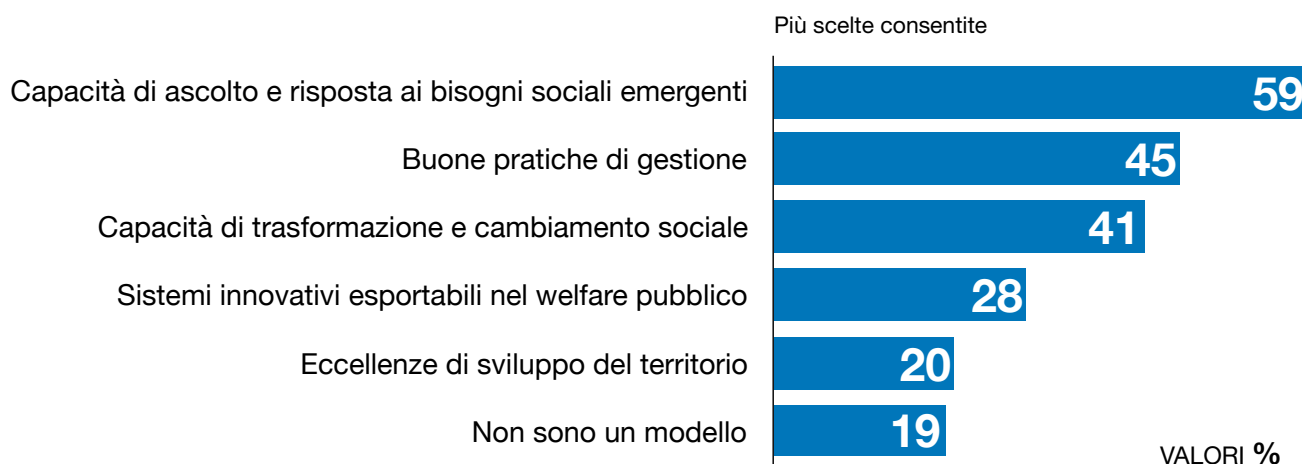 Più scelte consentite
Capacità di ascolto e risposta ai bisogni sociali emergenti 59
Buone pratiche di gestione 45
Capacità di trasformazione e cambiamento sociale 41
Sistemi innovativi esportabili nel welfare pubblico 28
Eccellenze di sviluppo del territorio 20
Non sono un modello 19
VALORI %